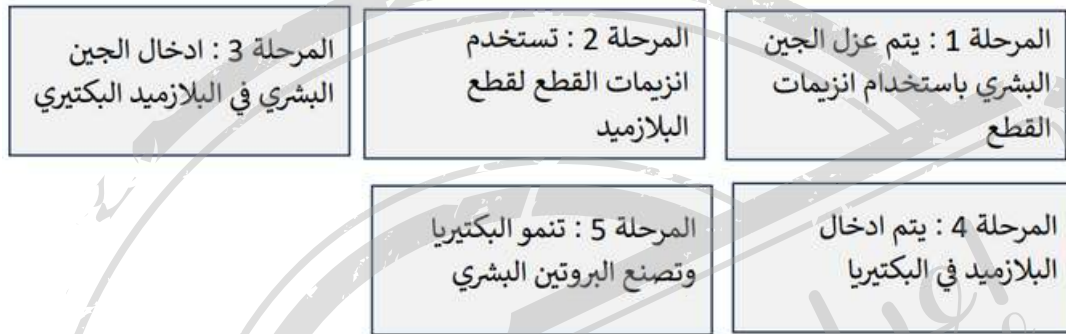 المرحلة 1 : يتم عزل الجين
البشري باستخدام انزيمات
القطع
المرحلة 2 : تستخدم
انزيمات القطع لقطع
البلازميد
المرحلة 3 : ادخال الجين
البشري في البلازميد البكتيري
المرحلة 4 : يتم ادخال
البلازميد في البكتيريا
المرحلة 5 : تنمو البكتيريا
وتصنع البروتين البشري